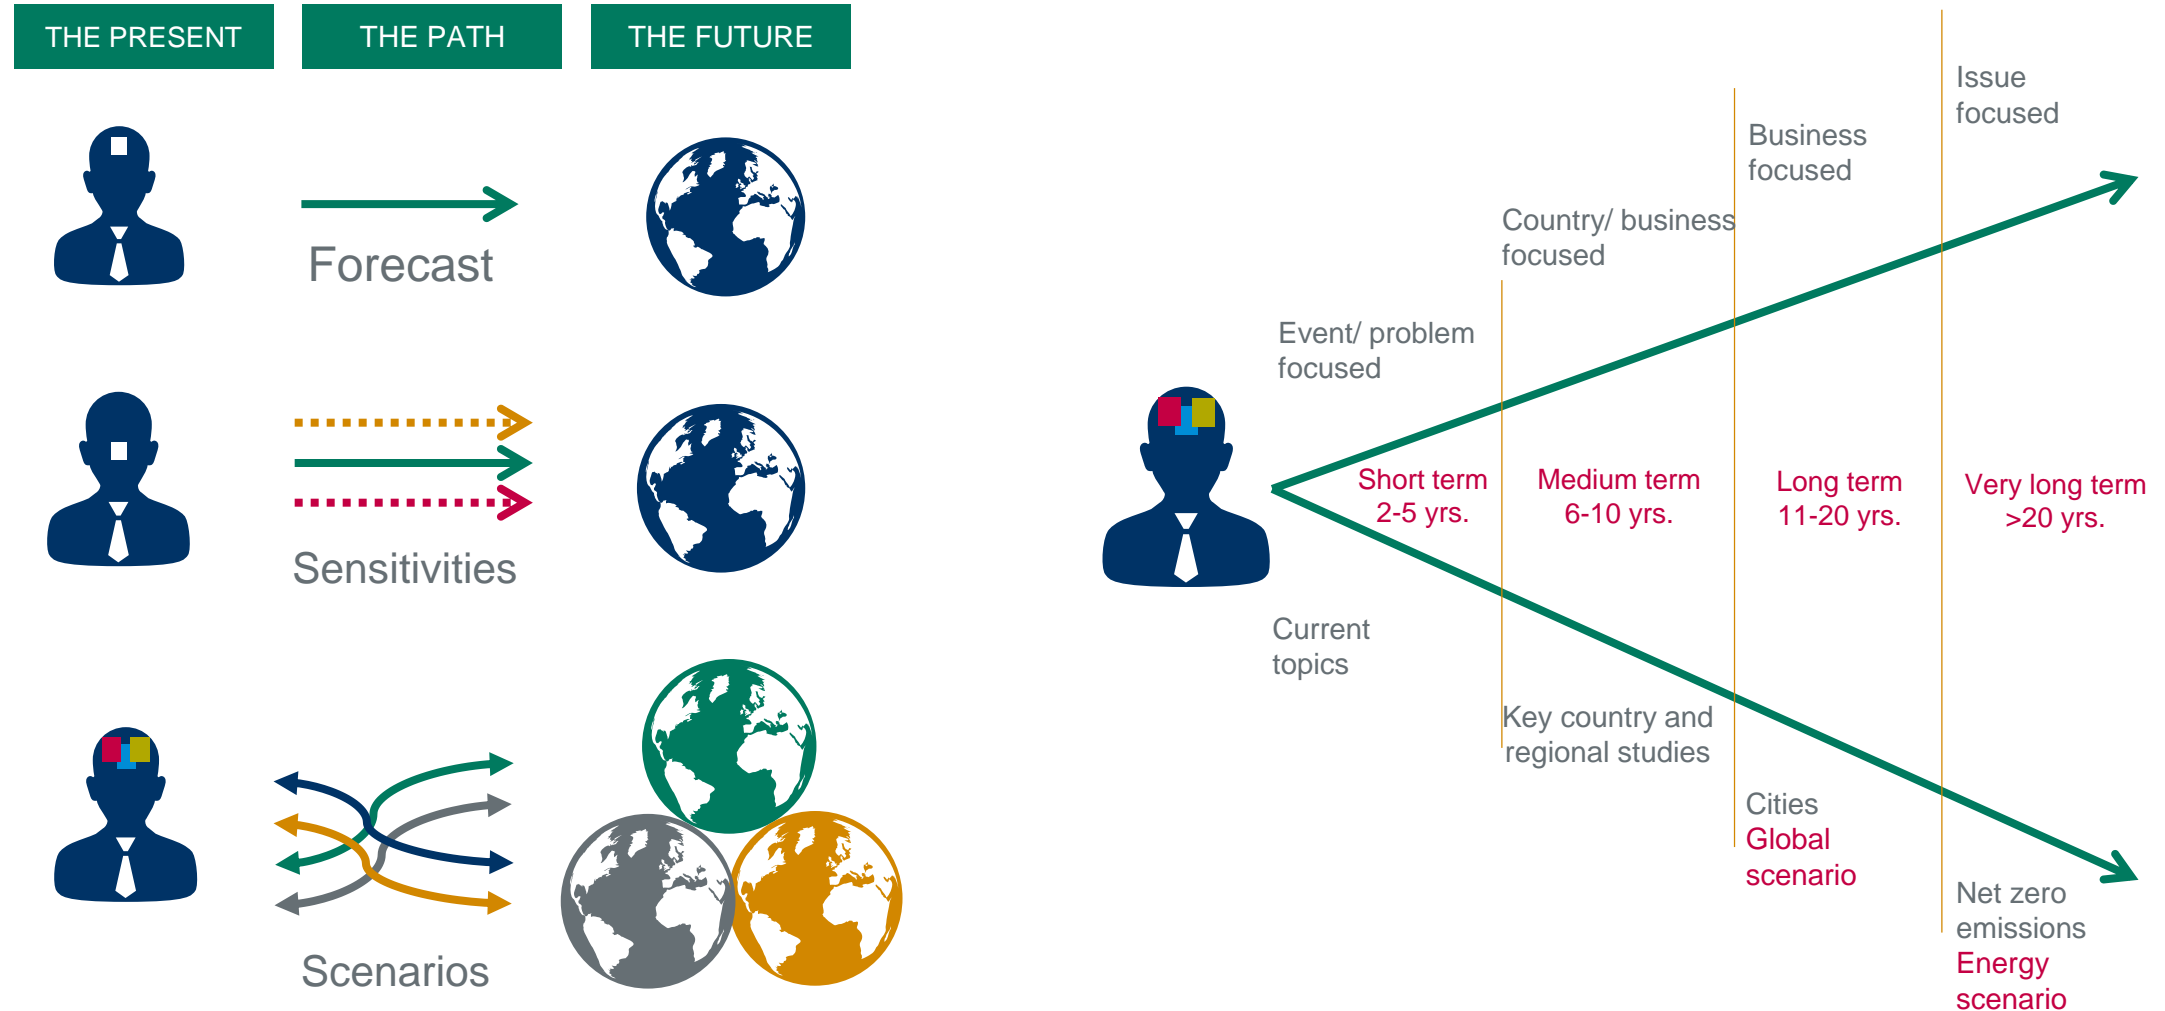 THE PRESENT
THE PATH
THE FUTURE
Forecast
Sensitivities
Scenarios
Event/ problem
focused
Country/ business
focused
Business
focused
Issue
focused
Short term
2-5 yrs.
Medium term
6-10 yrs.
Long term
11-20 yrs.
Very long term
>20 yrs.
Current
topics
Key country and
regional studies
Cities
Global
scenario
Net zero
emissions
Energy
scenario